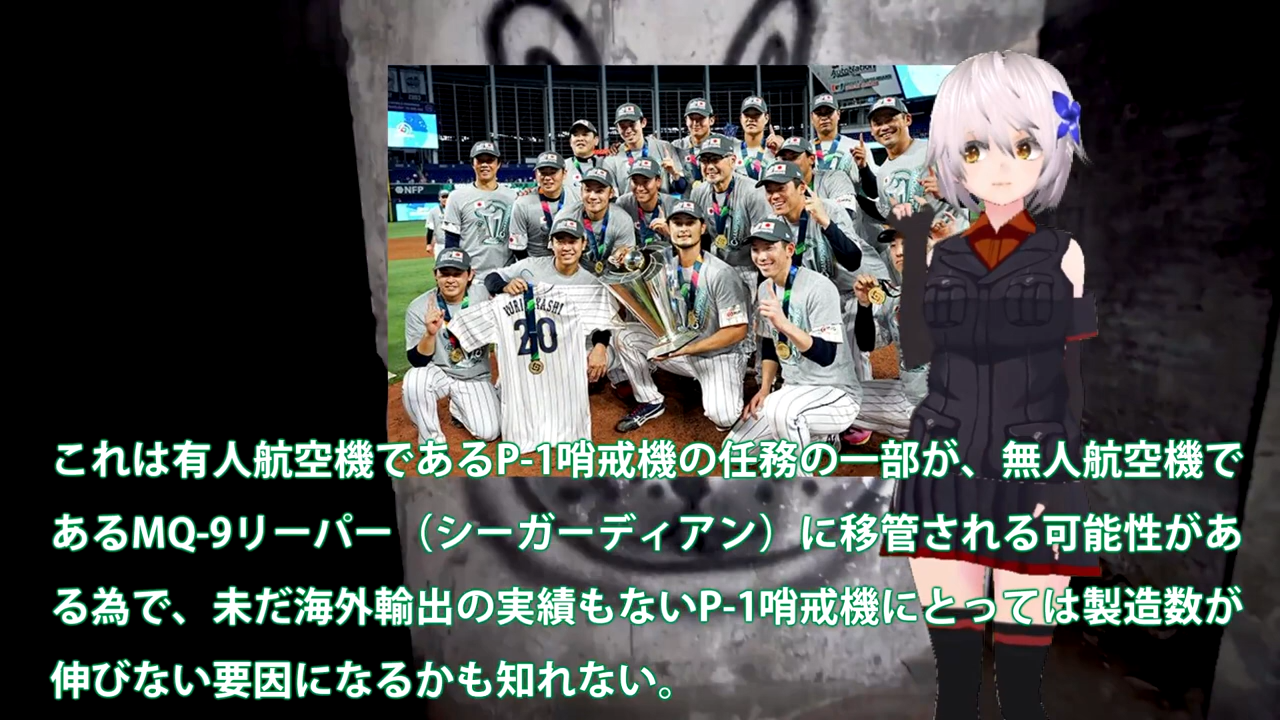 AutoNation
NFP
20
これは有人航空機であるP-1哨戒機の任務の一部が、無人航空機で
あるMQ-9リーパー（シーガーディアン）に移管される可能性があ
る為で、未だ海外輸出の実績もないP-1哨戒機にとっては製造数が
伸びない要因になるかも知れない。